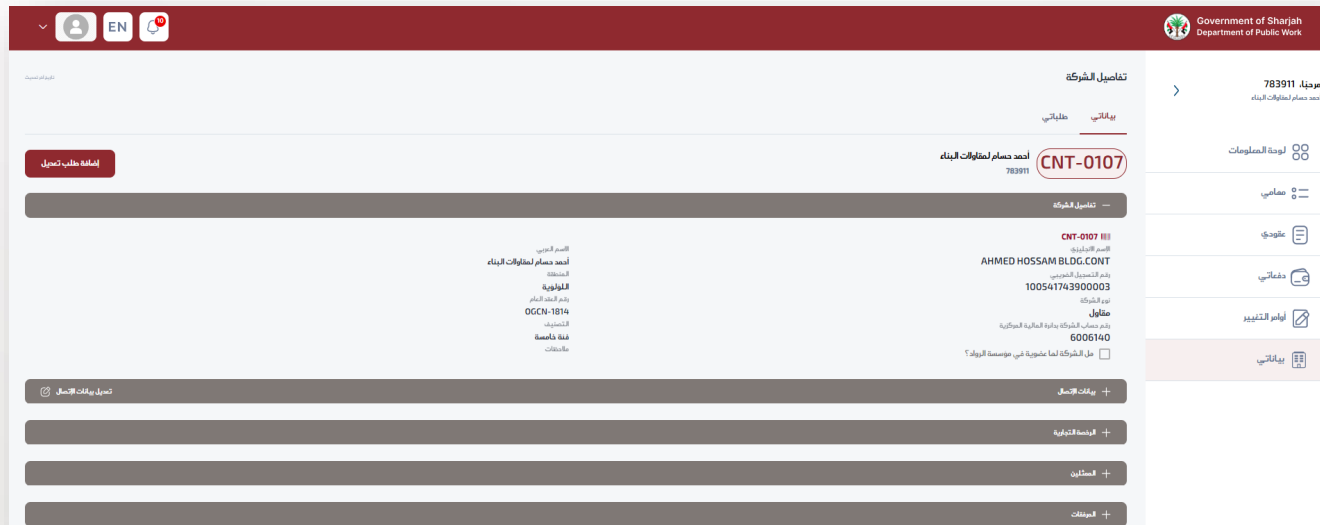 Government of Sharjah
Department of Public Work
10
EN
مرحبًا، 783911
أحمد حسام لمقاولات البناء
لوحة المعلومات
مهامي
عقودي
دفعاتي
أوامر التغيير
بياناتي
تفاصيل الشركة
بياناتي
طلباتي
CNT-0107
أحمد حسام لمقاولات البناء
783911
إضافة طلب تعديل
تفاصيل الشركة
CNT-0107
الاسم الانجليزي
AHMED HOSSAM BLDG.CONT
رقم التسجيل الضريبي
100541743900003
نوع الشركة
مقاول
رقم حساب الشركة بدائرة المالية المركزية
6006140
هل الشركة لها عضوية في مؤسسة الرواد؟
الاسم العربي
أحمد حسام لمقاولات البناء
المنطقة
اللولوية
رقم العقد العام
OGCN-1814
التصنيف
فئة خامسة
ملاحظات
بيانات الإتصال
تعديل بيانات الإتصال
الرخصة التجارية
الممثلين
المرفقات